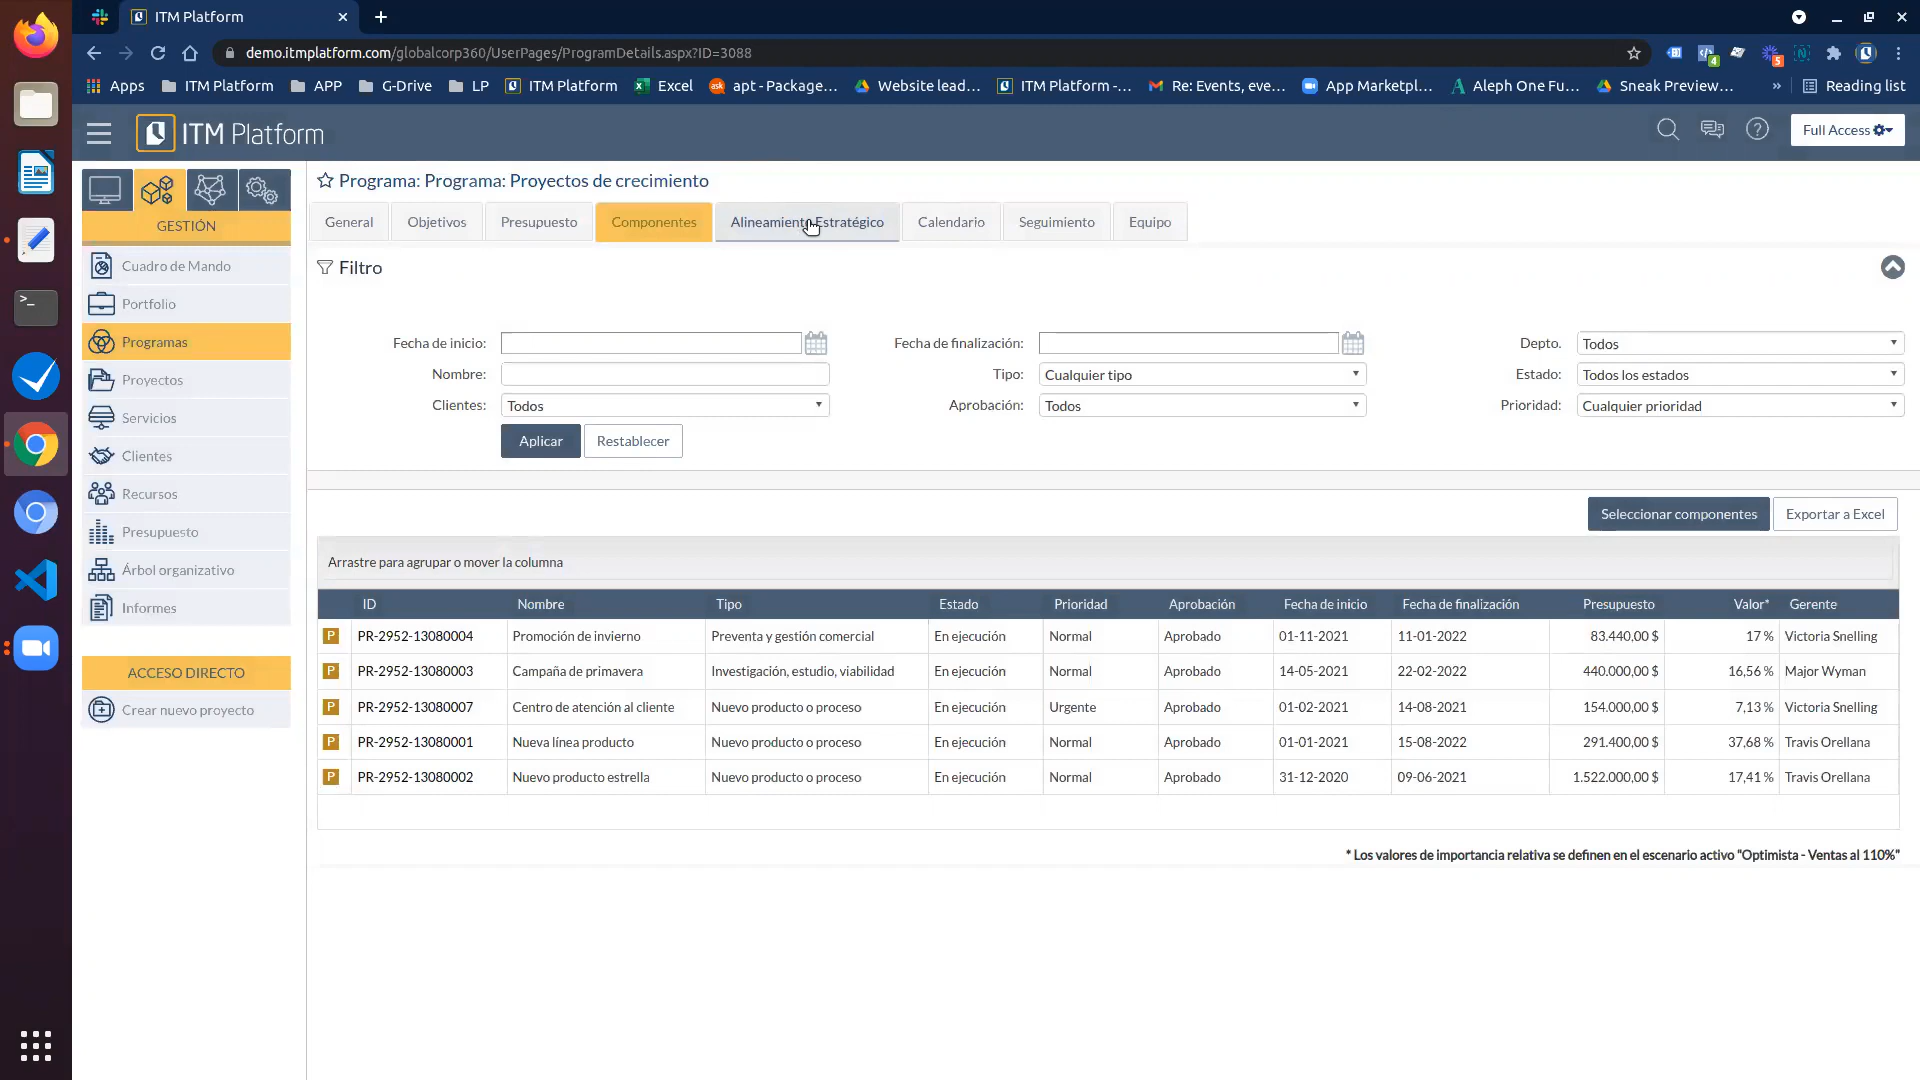 ITM Platform
demo.itmplatform.com/globalcorp360/UserPages/ProgramDetails.aspx?ID=3088
4
5
Apps ITM Platform APP G-Drive LP ITM Platform Excel apt - Package... Website lead... ITM Platform -... Re: Events, eve... App Marketpl... Aleph One Fu... Sneak Preview... » Reading list
ITM Platform
Full Access
Programa: Programa: Proyectos de crecimiento
General Objetivos Presupuesto Componentes Alineamiento Estratégico Calendario Seguimiento Equipo
GESTIÓN
Cuadro de Mando
Portfolio
Programas
Proyectos
Servicios
Clientes
Recursos
Presupuesto
Árbol organizativo
Informes
ACCESO DIRECTO
Crear nuevo proyecto
Filtro
Fecha de inicio: Fecha de finalización: Depto. Todos
Nombre: Tipo: Cualquier tipo Estado: Todos los estados
Clientes: Todos Aprobación: Todos Prioridad: Cualquier prioridad
Aplicar Restablecer
Seleccionar componentes Exportar a Excel
Arrastre para agrupar o mover la columna
ID Nombre Tipo Estado Prioridad Aprobación Fecha de inicio Fecha de finalización Presupuesto Valor* Gerente
P PR-2952-13080004 Promoción de invierno Preventa y gestión comercial En ejecución Normal Aprobado 01-11-2021 11-01-2022 83.440,00 $ 17 % Victoria Snelling
P PR-2952-13080003 Campaña de primavera Investigación, estudio, viabilidad En ejecución Normal Aprobado 14-05-2021 22-02-2022 440.000,00 $ 16,56 % Major Wyman
P PR-2952-13080007 Centro de atención al cliente Nuevo producto o proceso En ejecución Urgente Aprobado 01-02-2021 14-08-2021 154.000,00 $ 7,13 % Victoria Snelling
P PR-2952-13080001 Nueva línea producto Nuevo producto o proceso En ejecución Normal Aprobado 01-01-2021 15-08-2022 291.400,00 $ 37,68 % Travis Orellana
P PR-2952-13080002 Nuevo producto estrella Nuevo producto o proceso En ejecución Normal Aprobado 31-12-2020 09-06-2021 1.522.000,00 $ 17,41 % Travis Orellana
* Los valores de importancia relativa se definen en el escenario activo "Optimista - Ventas al 110%"